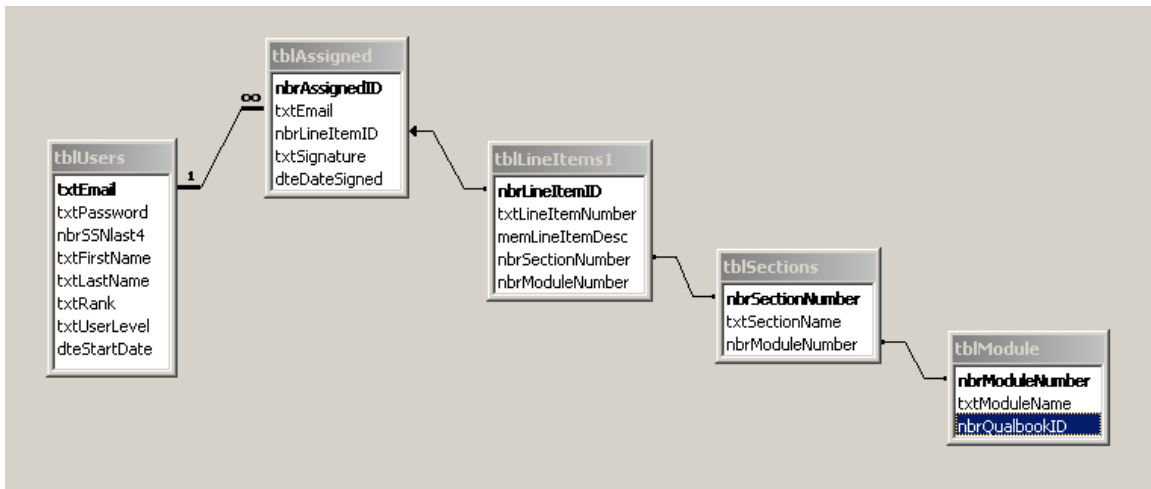 tblAssigned
nbrAssignedID
txtEmail
nbrLineItemID
txtSignature
dteDateSigned
∞
1
tblUsers
txtEmail
txtPassword
nbrSSNlast4
txtFirstName
txtLastName
txtRank
txtUserLevel
dteStartDate
tblLineItems1
nbrLineItemID
txtLineItemNumber
memLineItemDesc
nbrSectionNumber
nbrModuleNumber
tblSections
nbrSectionNumber
txtSectionName
nbrModuleNumber
tblModule
nbrModuleNumber
txtModuleName
nbrQualbookID